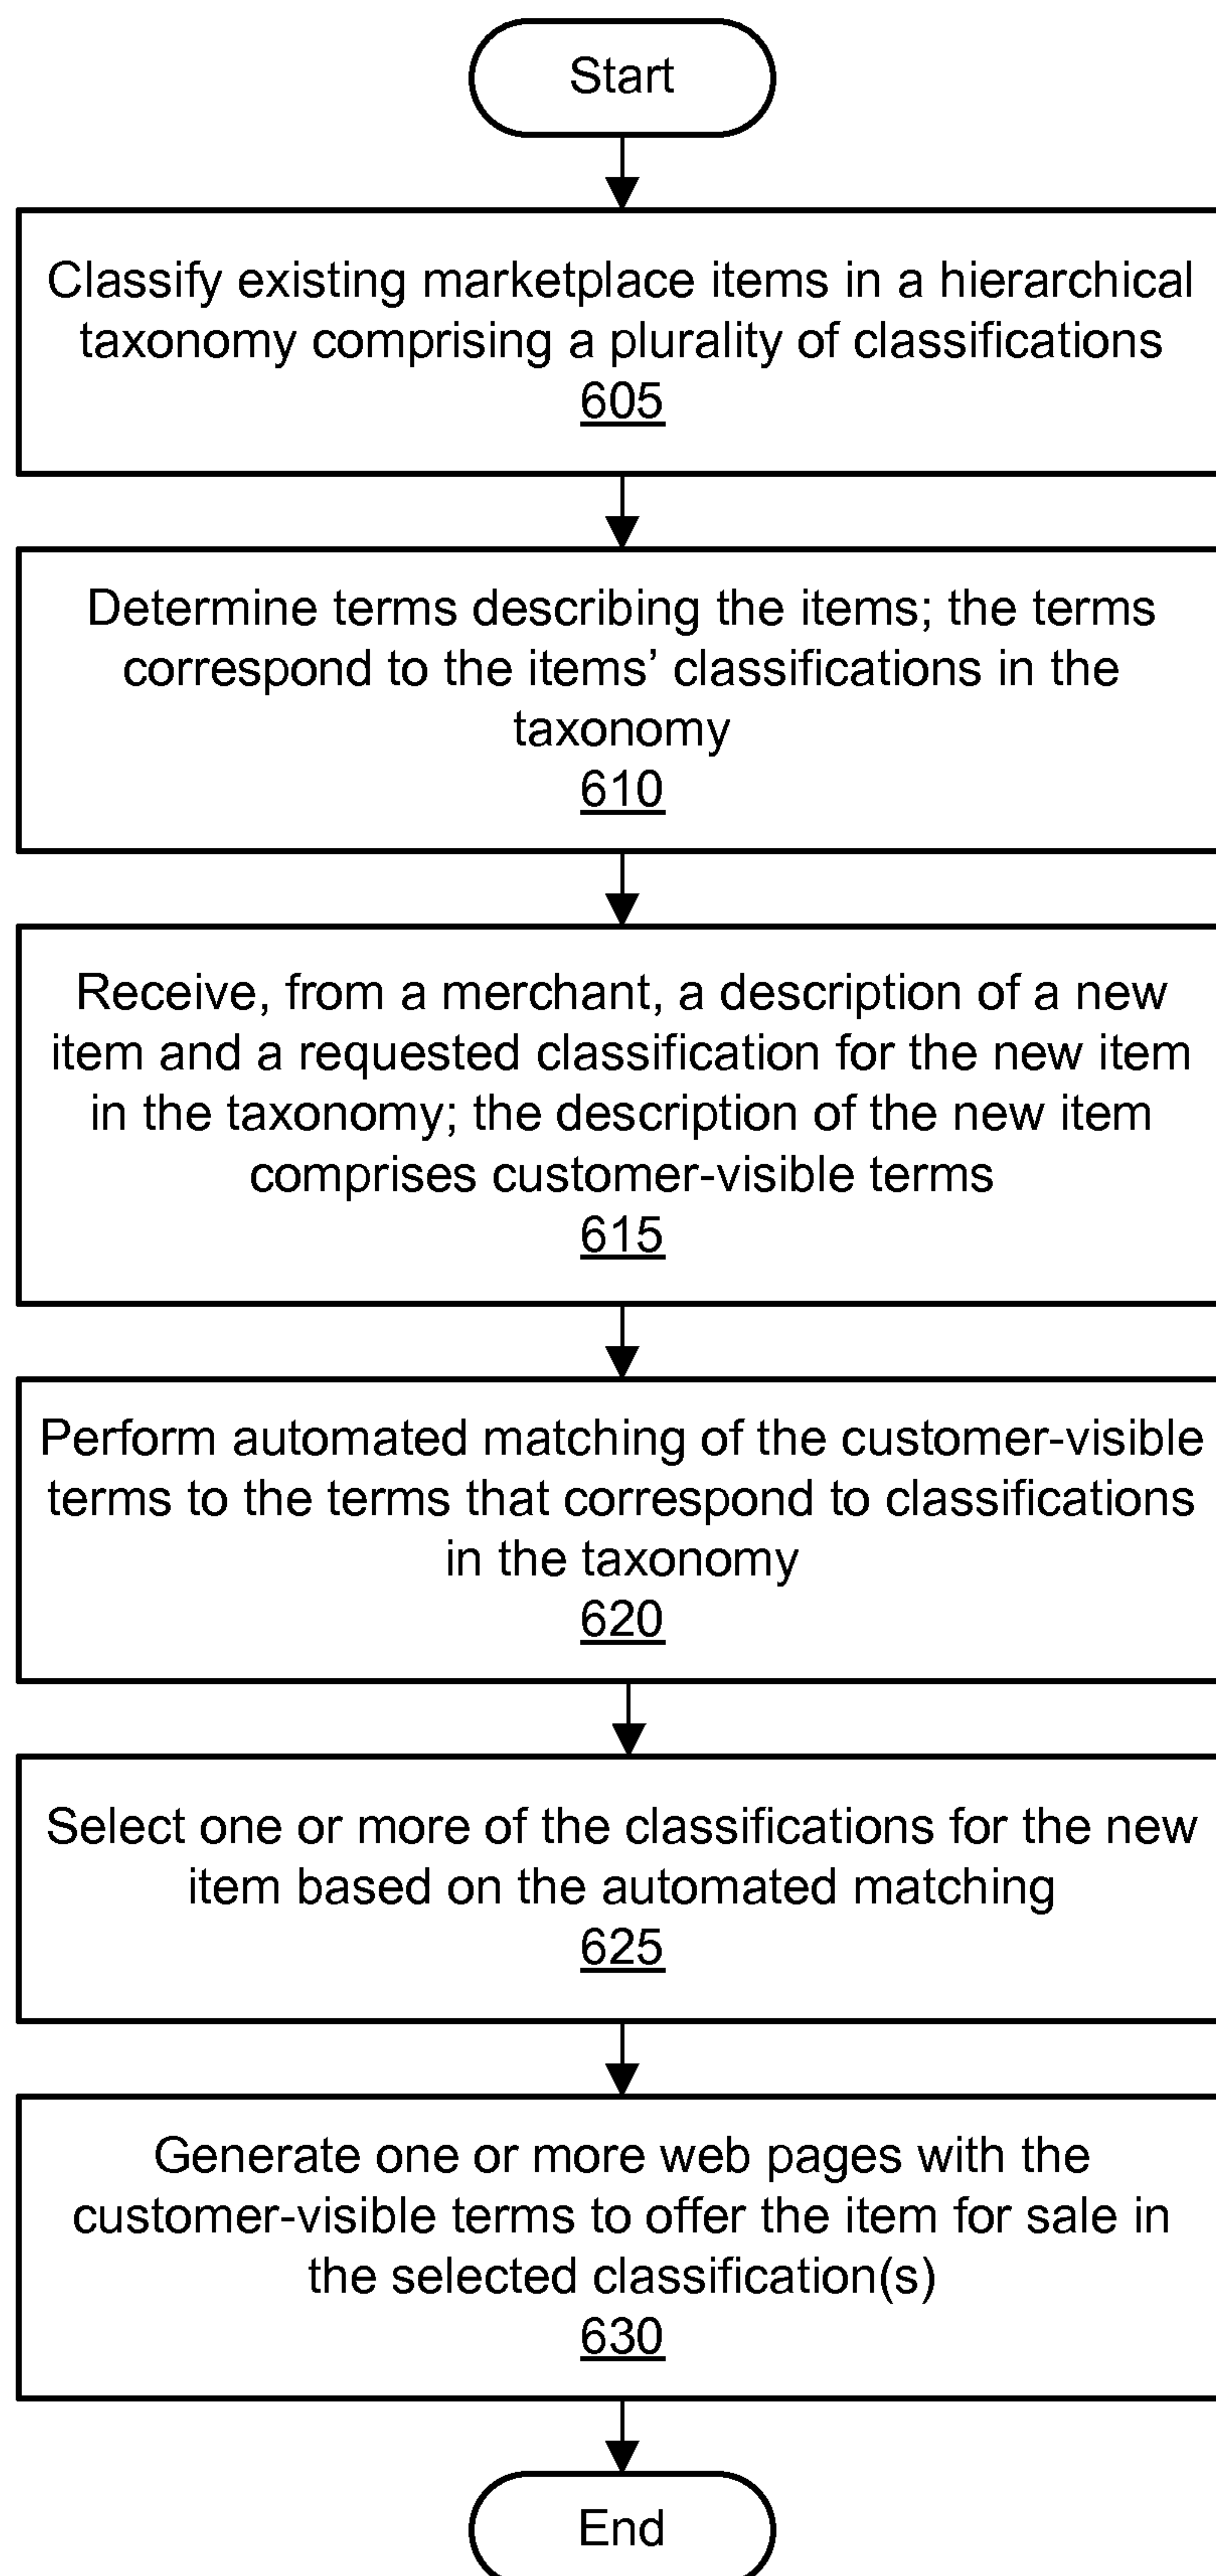 Start
Classify existing marketplace items in a hierarchical
taxonomy comprising a plurality of classifications
605
Determine terms describing the items; the terms
correspond to the items’ classifications in the
taxonomy
610
Receive, from a merchant, a description of a new
item and a requested classification for the new item
in the taxonomy; the description of the new item
comprises customer-visible terms
615
Perform automated matching of the customer-visible
terms to the terms that correspond to classifications
in the taxonomy
620
Select one or more of the classifications for the new
item based on the automated matching
625
Generate one or more web pages with the
customer-visible terms to offer the item for sale in
the selected classification(s)
630
End